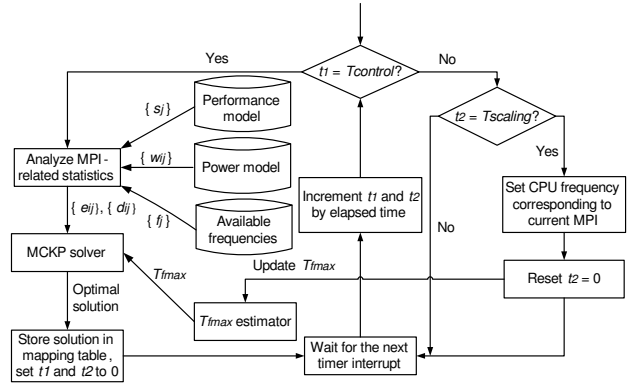 Yes
t1 = Tcontrol?
No
{ sj }
Performance
model
t2 = Tscaling?
Analyze MPI -
related statistics
{ wij }
Power model
Yes
{ eij }, { dij }
{ fj }
Available
frequencies
Increment t1 and t2
by elapsed time
No
Set CPU frequency
corresponding to
current MPI
MCKP solver
Tfmax
Update Tfmax
Reset t2 = 0
Optimal
solution
Tfmax estimator
Store solution in
mapping table ,
set t1 and t2 to 0
Wait for the next
timer interrupt